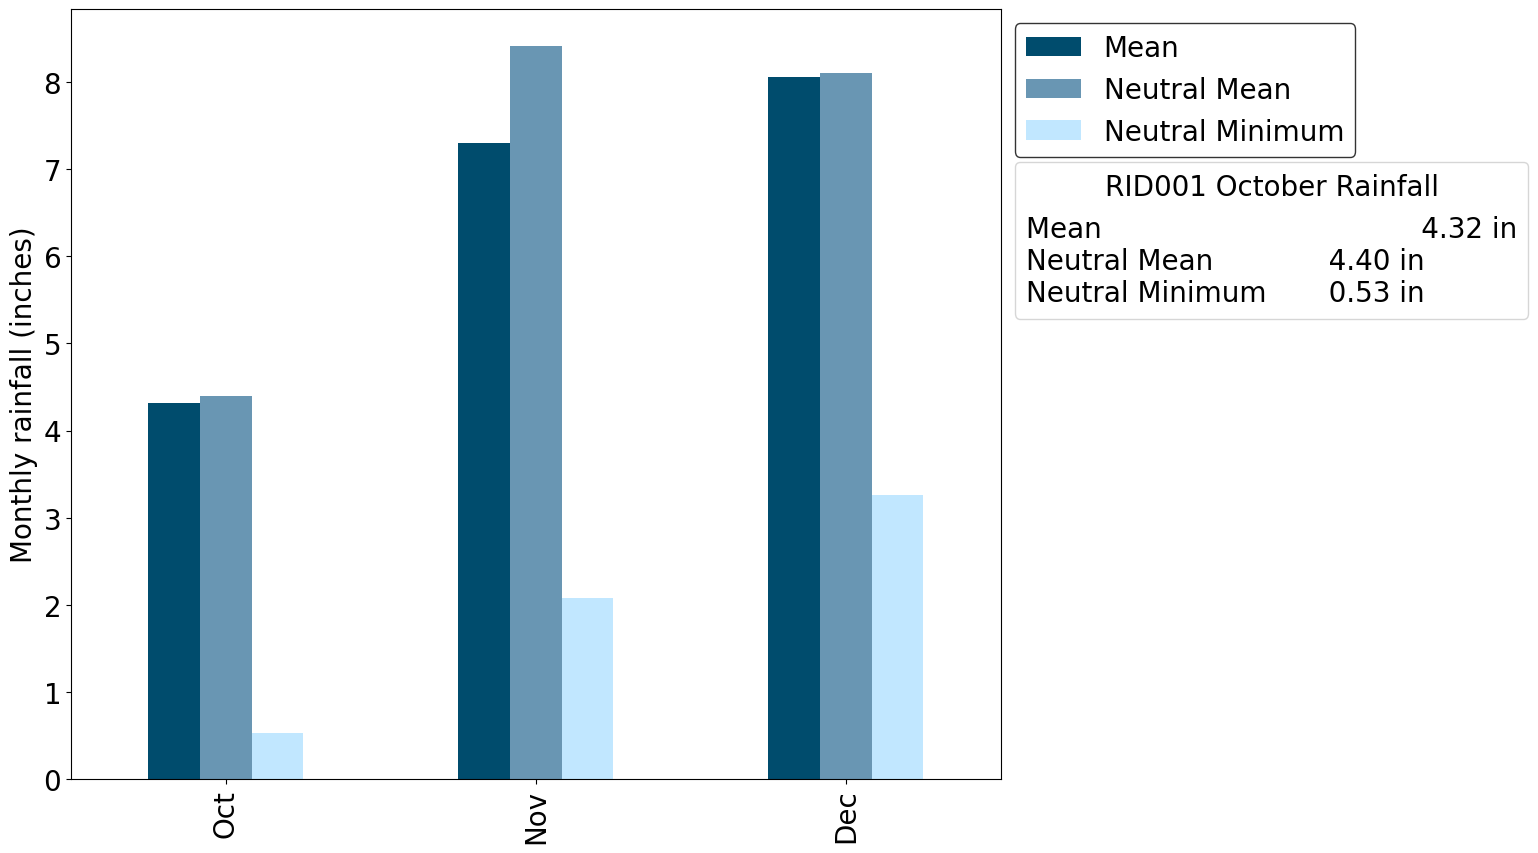 Monthly rainfall (inches)
8
7
6
5
4
3
2
1
0
Oct
Nov
Dec
Mean
Neutral Mean
Neutral Minimum
RID001 October Rainfall
Mean 4.32 in
Neutral Mean 4.40 in
Neutral Minimum 0.53 in